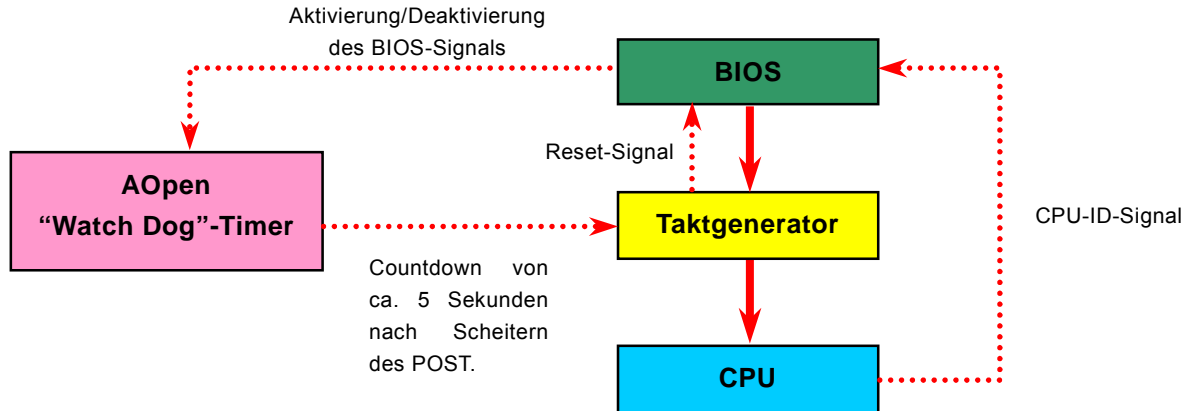 Aktivierung/Deaktivierung
des BIOS-Signals
BIOS
Reset-Signal
AOpen
“Watch Dog”-Timer
Taktgenerator
CPU-ID-Signal
Countdown von
ca. 5 Sekunden
nach Scheitern
des POST.
CPU